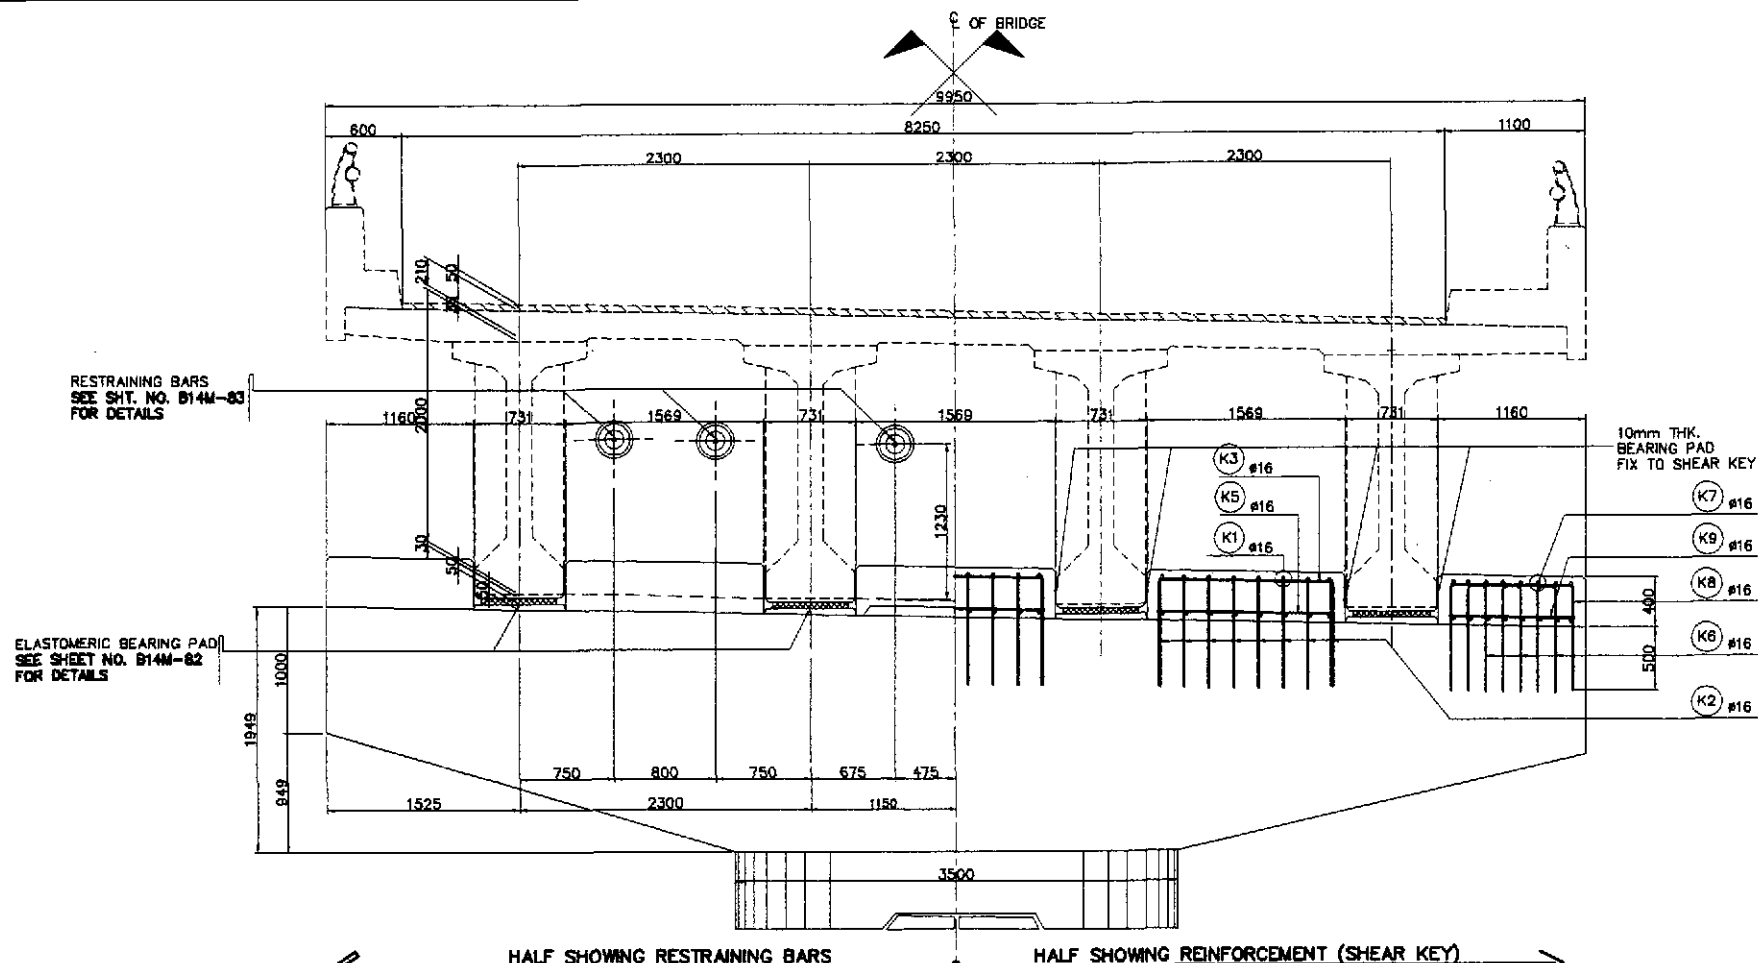 ℄ OF BRIDGE
9950
600
8250
1100
2300
2300
2300
210
50
RESTRAINING BARS
SEE SHT. NO. B14M-83
FOR DETAILS
1160
2000
731
1569
731
1569
731
1569
731
1160
10mm THK.
BEARING PAD
FIX TO SHEAR KEY
K3 ø16
K5 ø16
K1 ø16
K7 ø16
K9 ø16
K8 ø16
K6 ø16
K2 ø16
1230
30
50
50
400
500
ELASTOMERIC BEARING PAD
SEE SHEET NO. B14M-82
FOR DETAILS
1000
1949
949
750
800
750
675
475
1525
2300
1150
3500
HALF SHOWING RESTRAINING BARS
HALF SHOWING REINFORCEMENT (SHEAR KEY)